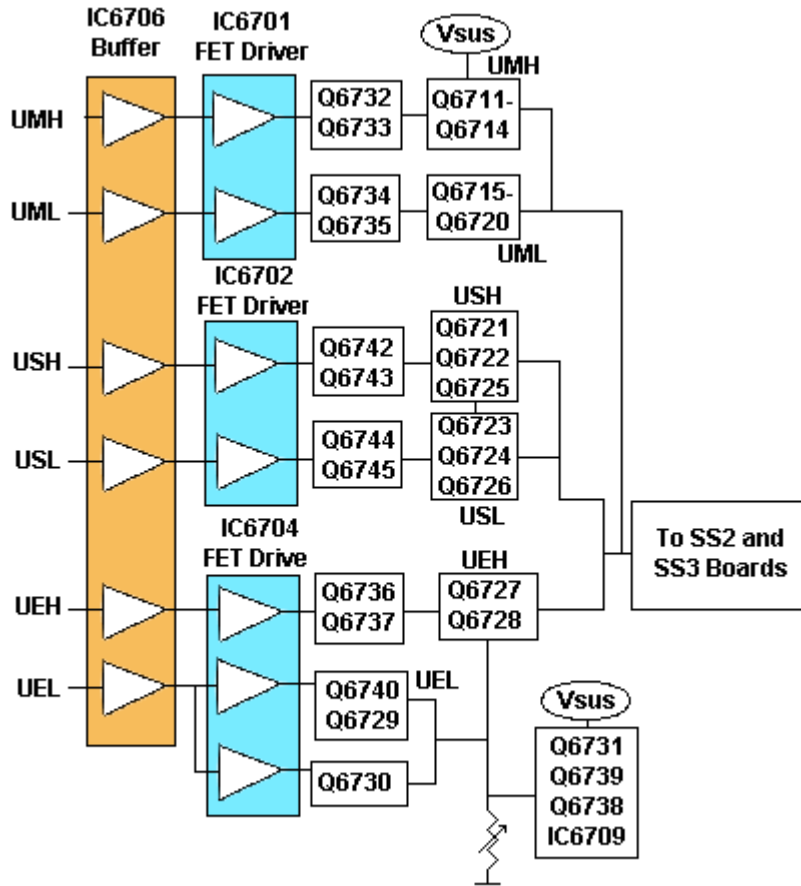 IC6706
Buffer
IC6701
FET Driver
Vsus
UMH
UMH
Q6732
Q6733
Q6711-
Q6714
UML
Q6734
Q6735
Q6715-
Q6720
UML
IC6702
FET Driver
USH
USH
Q6742
Q6743
Q6721
Q6722
Q6725
USL
Q6744
Q6745
Q6723
Q6724
Q6726
USL
IC6704
FET Drive
To SS2 and
SS3 Boards
UEH
UEH
Q6736
Q6737
Q6727
Q6728
UEL
Q6740
Q6729
UEL
Q6730
Vsus
Q6731
Q6739
Q6738
IC6709